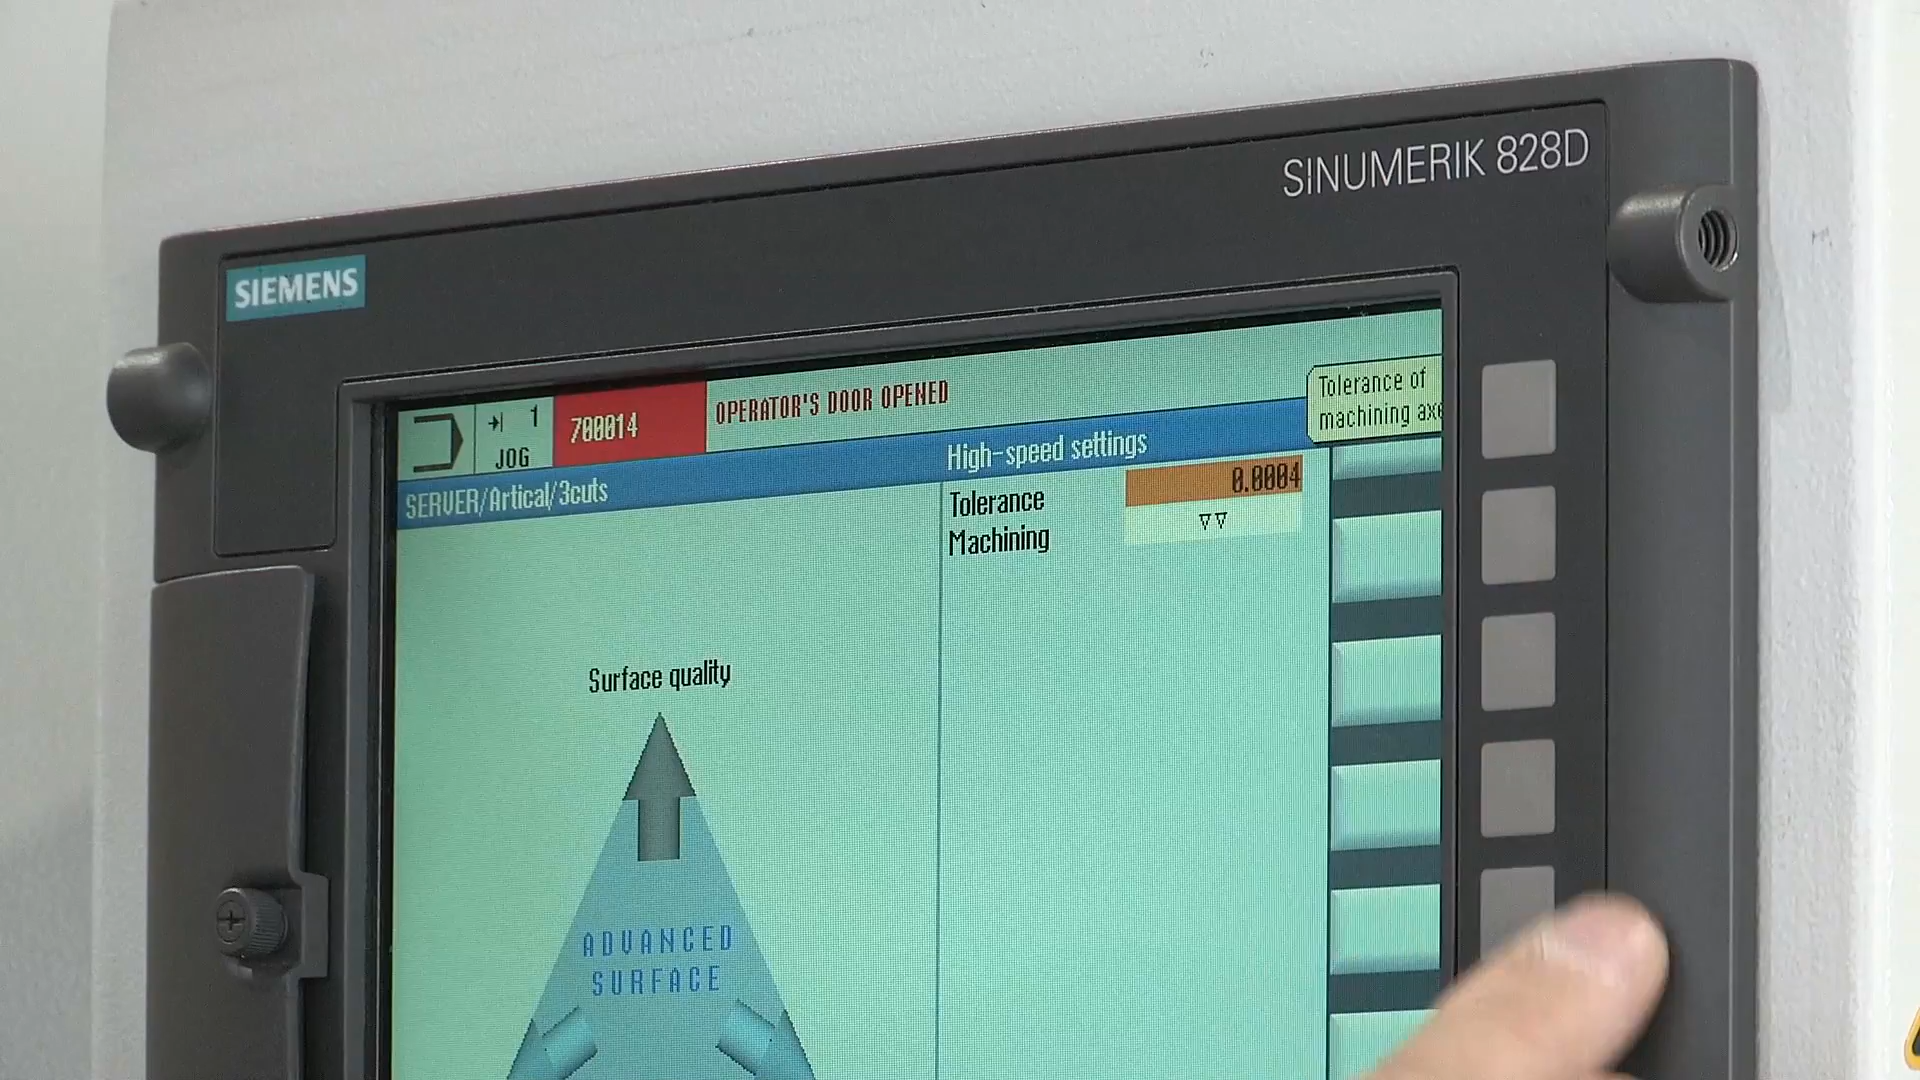 SINUMERIK 828D
SIEMENS
1
JOG
700014
OPERATOR'S DOOR OPENED
Tolerance of
machining axe
SERVER/Artical/3cuts
High-speed settings
Tolerance
0.0004
Machining
▽▽
Surface quality
ADVANCED
SURFACE